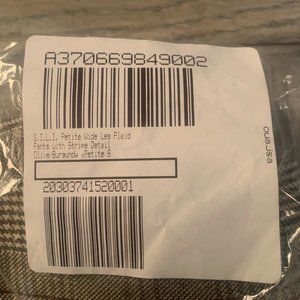 A370669849002
G.I.L.I. Petite Wide Leg Plaid
Pants with Stripe Detail
Olive/Burgundy ,Petite 6
20303741520001